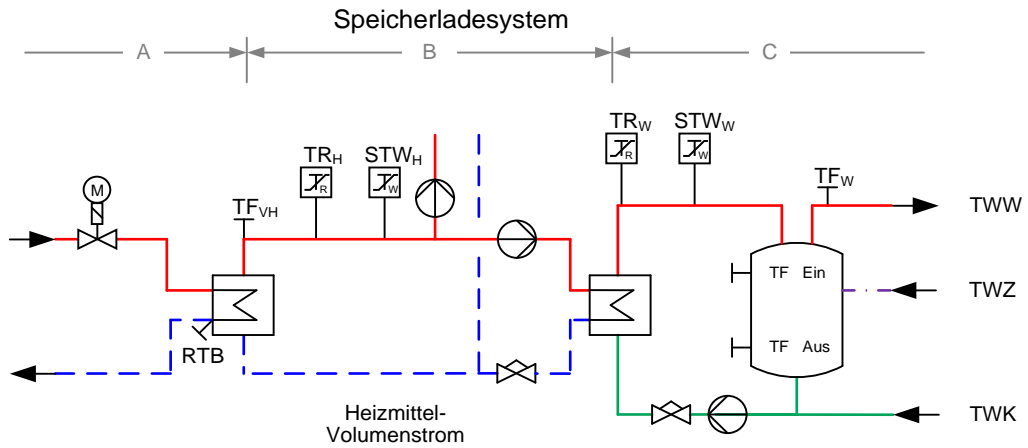 Speicherladesystem
A B C
TR_H STW_H TR_W STW_W
R W R W
M
TF_VH TF_W
TWW
TF Ein
TWZ
RTB
TF Aus
Heizmittel-
Volumenstrom
TWK